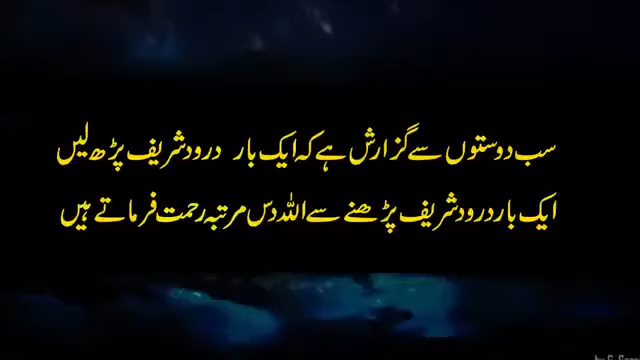 سب دوستوں سے گزارش ہے کہ ایک بار درود شریف پڑھ لیں
ایک بار درود شریف پڑھنے سے اللہ دس مرتبہ رحمت فرماتے ہیں